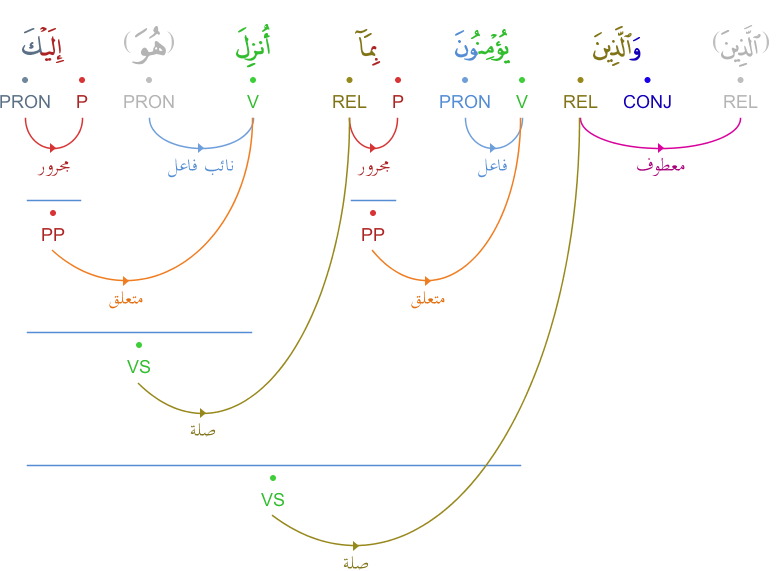 (ٱلَّذِينَ) وَٱلَّذِينَ يُؤْمِنُونَ بِمَآ أُنزِلَ (هُوَ) إِلَيْكَ
REL CONJ REL V PRON P REL V PRON P PRON
معطوف فاعل مجرور نائب فاعل مجرور
PP PP
متعلق متعلق
VS
صلة
VS
صلة